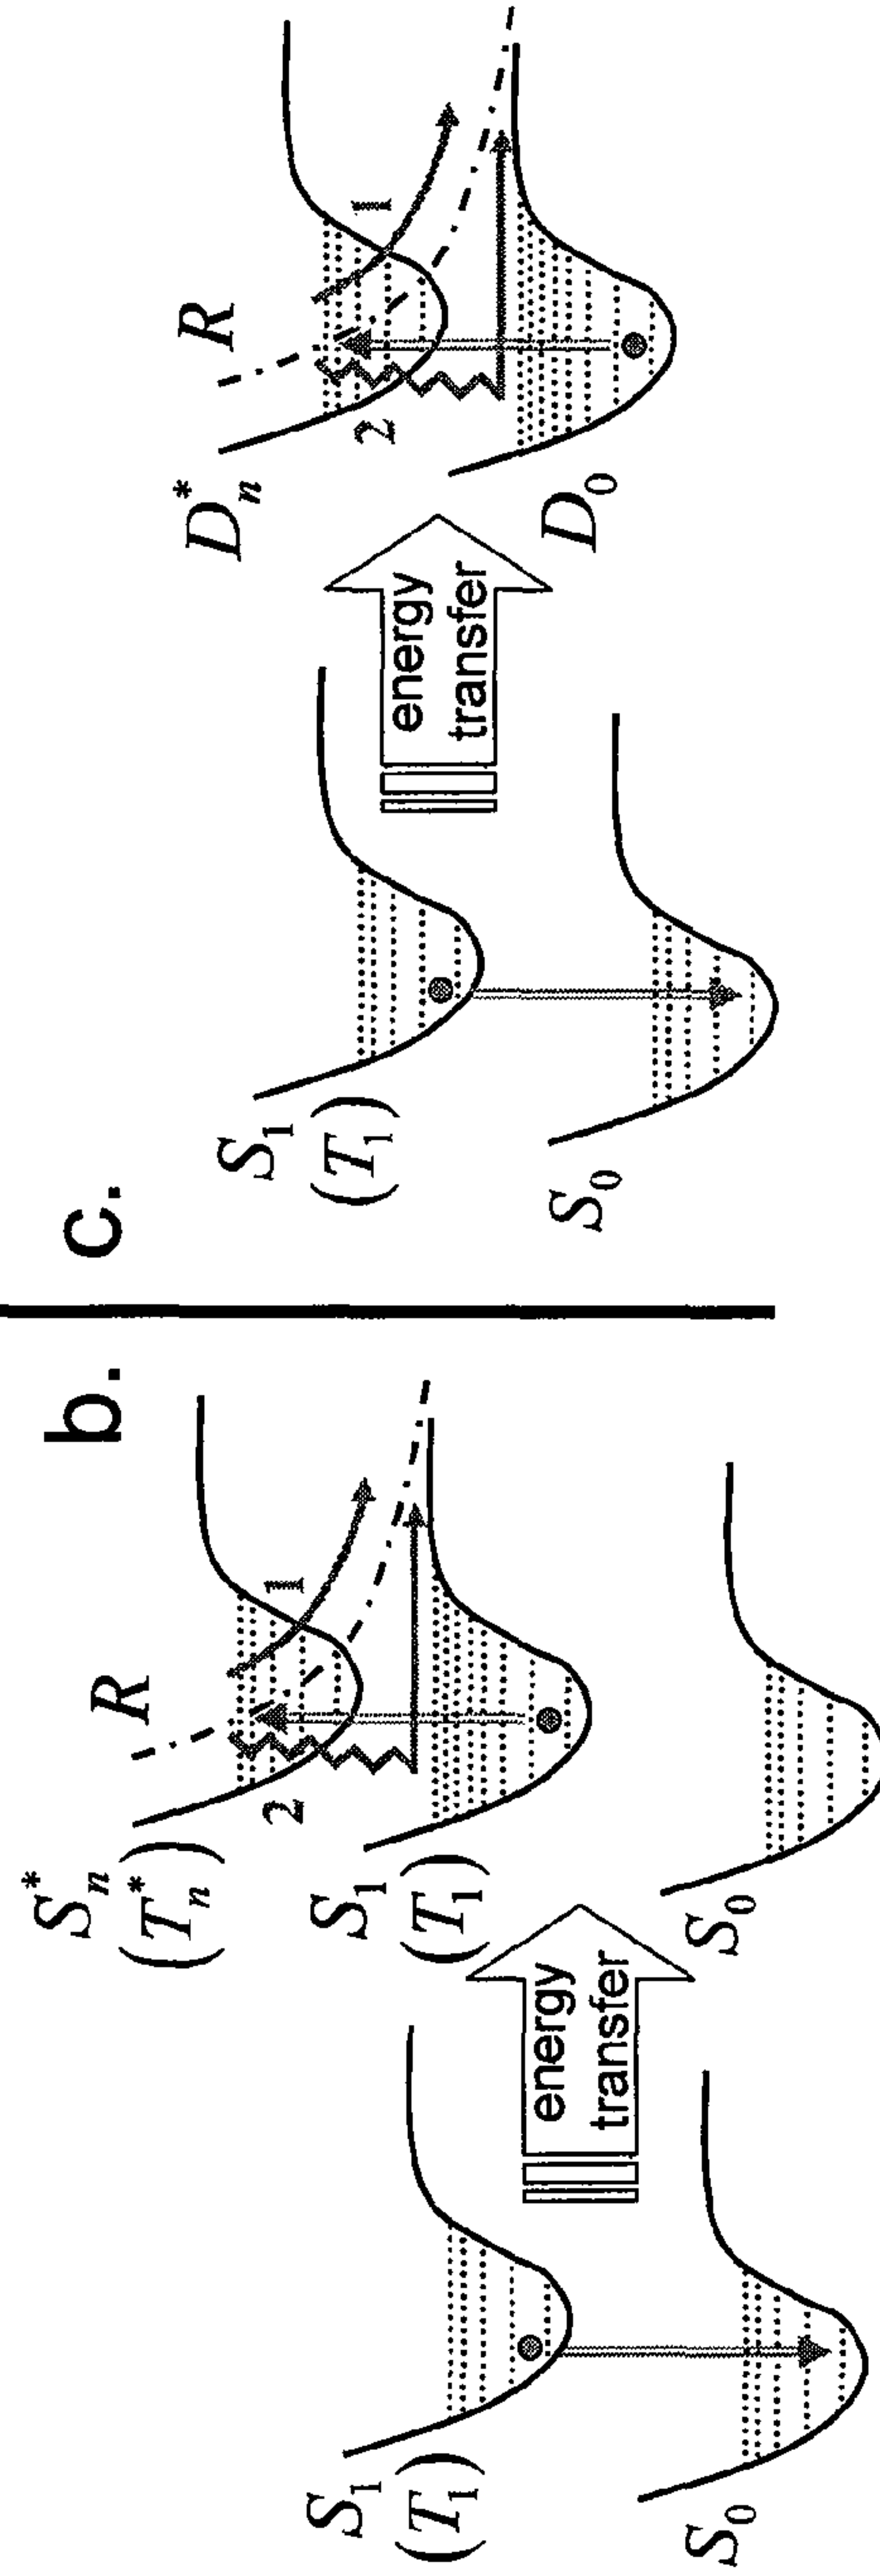 b.
S*n
(T*n)
R
1
2
S1
(T1)
S0
energy
transfer
S1
(T1)
S0
c.
D*n
R
1
2
D0
energy
transfer
S1
(T1)
S0